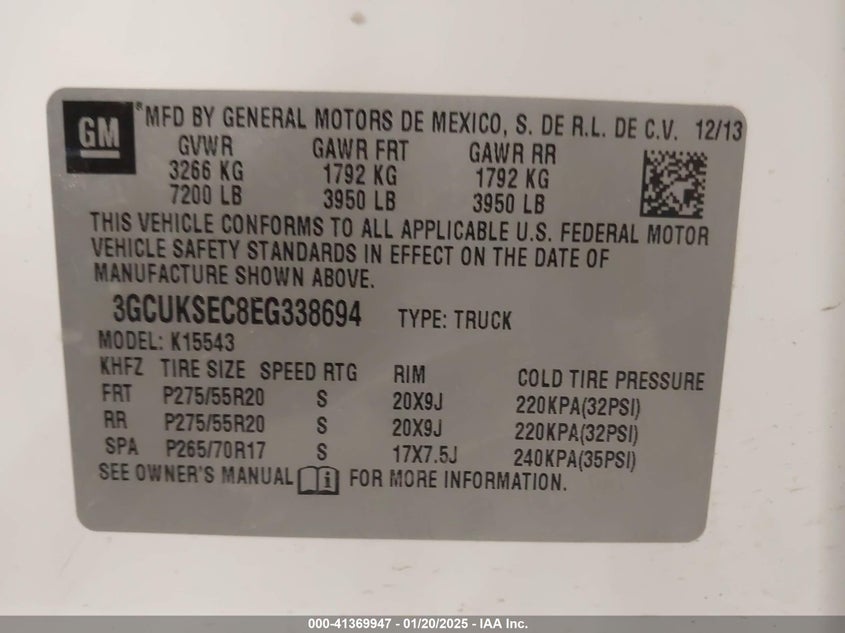 GM
® MFD BY GENERAL MOTORS DE MEXICO, S. DE R.L. DE C.V. 12/13
GVWR GAWR FRT GAWR RR
3266 KG 1792 KG 1792 KG
7200 LB 3950 LB 3950 LB
THIS VEHICLE CONFORMS TO ALL APPLICABLE U.S. FEDERAL MOTOR
VEHICLE SAFETY STANDARDS IN EFFECT ON THE DATE OF
MANUFACTURE SHOWN ABOVE.
3GCUKSEC8EG338694 TYPE: TRUCK
MODEL: K15543
KHFZ TIRE SIZE SPEED RTG RIM COLD TIRE PRESSURE
FRT P275/55R20 S 20X9J 220KPA(32PSI)
RR P275/55R20 S 20X9J 220KPA(32PSI)
SPA P265/70R17 S 17X7.5J 240KPA(35PSI)
SEE OWNER'S MANUAL FOR MORE INFORMATION.
000-41369947 - 01/20/2025 - IAA Inc.